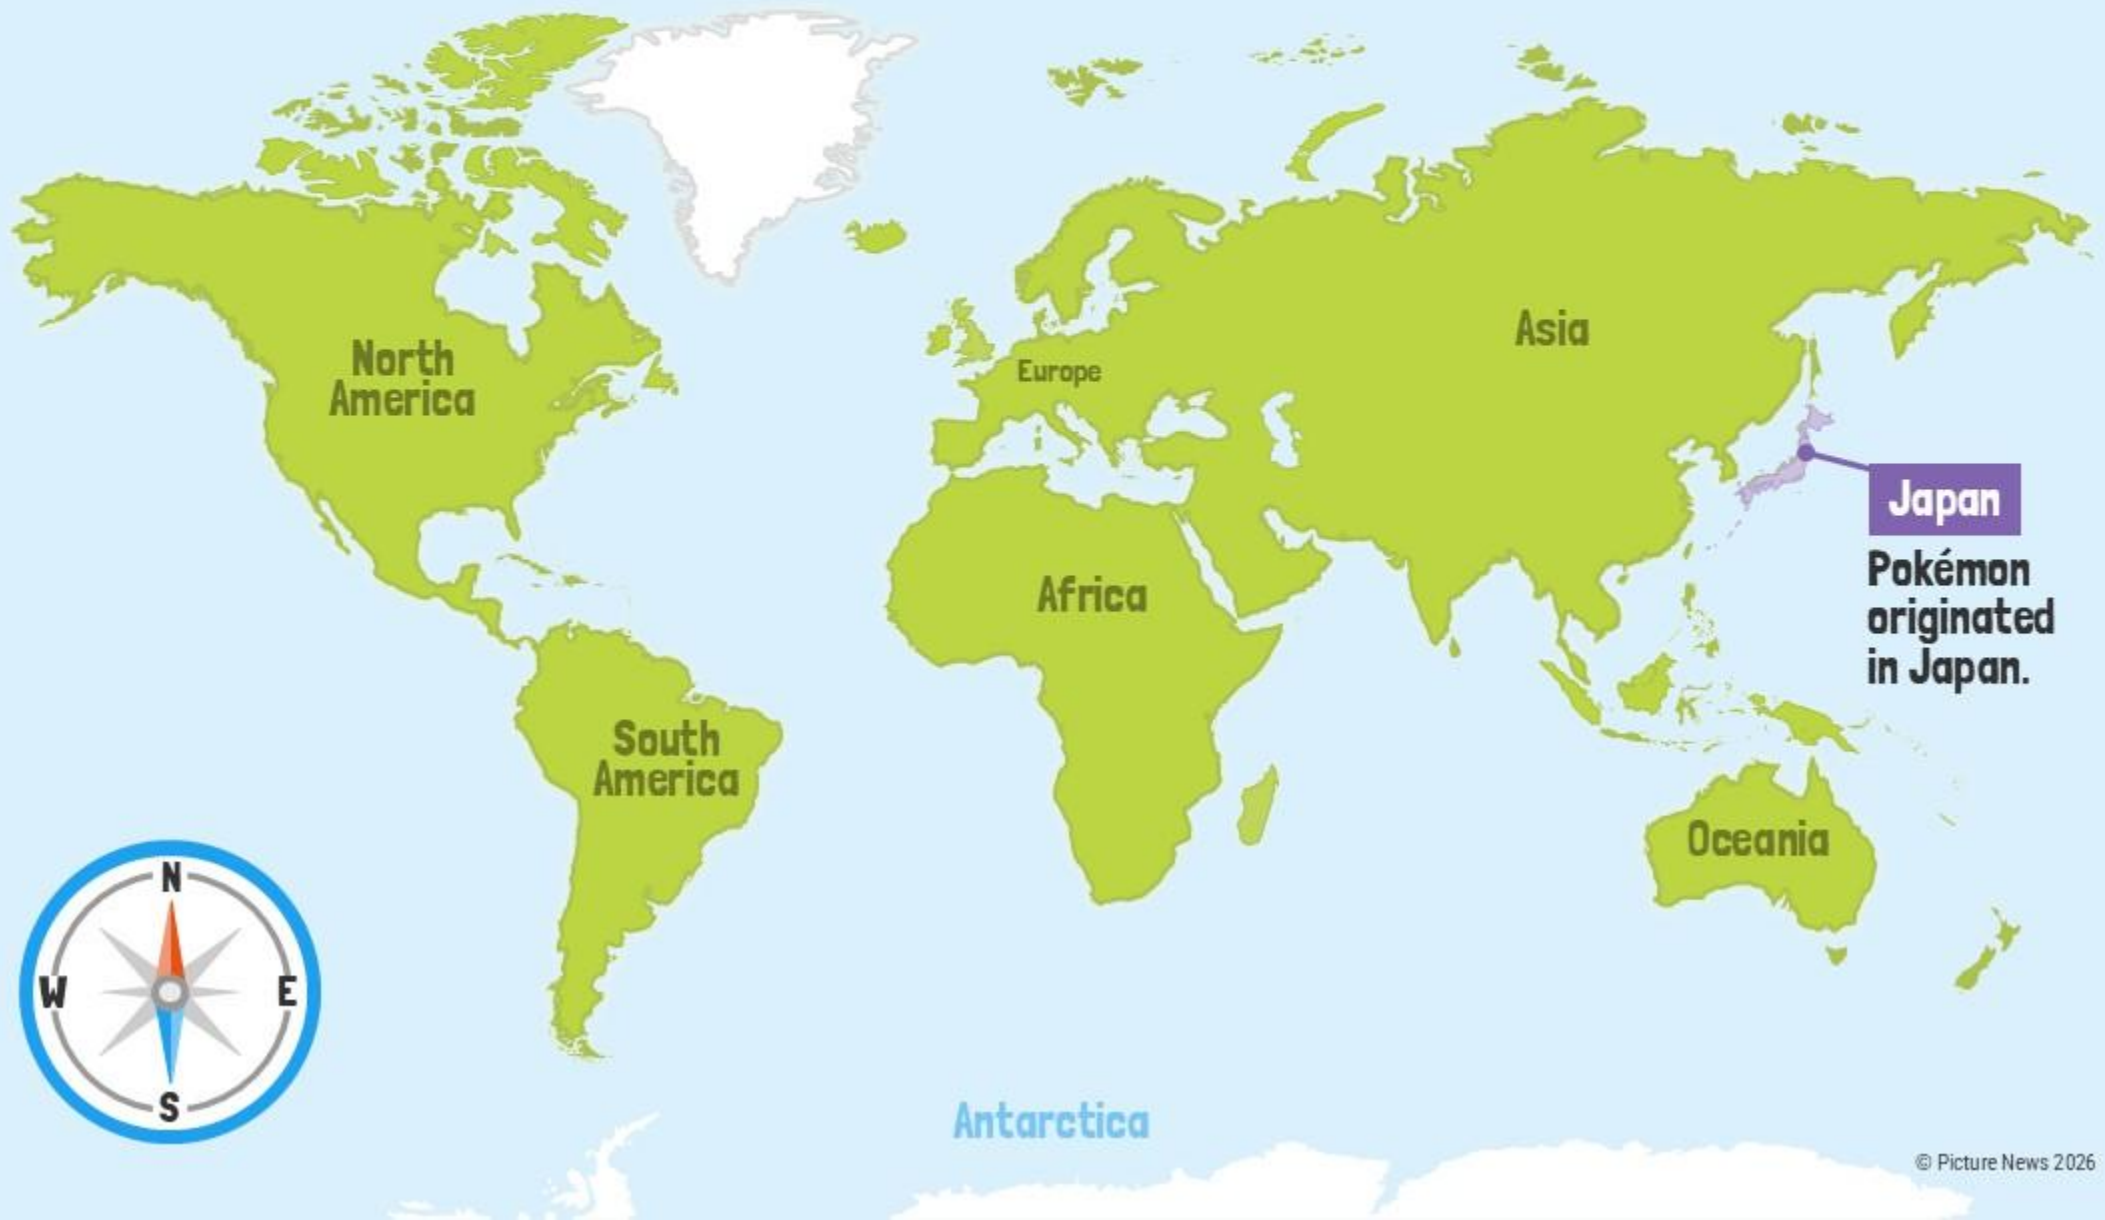 North
America
Europe
Asia
Japan
Pokémon
originated
in Japan.
Africa
South
America
Oceania
N
W
E
S
Antarctica
© Picture News 2026